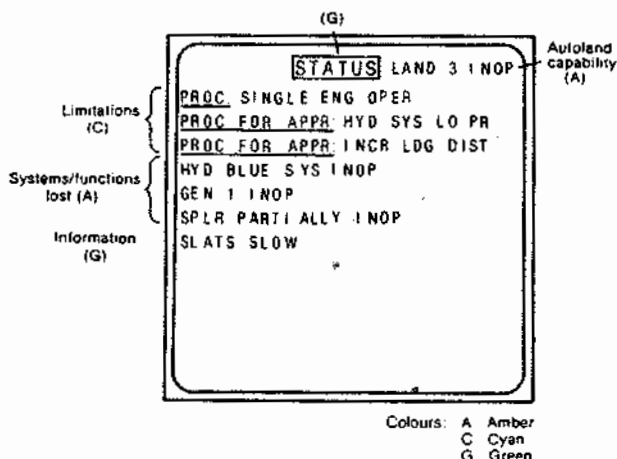 (G)
STATUS LAND 3 INOP
Autoland capability (A)
Limitations (C)
PROC. SINGLE ENG OPER
PROC FOR APPR: HYD SYS LO PR
PROC FOR APPR: INCR LDG DIST
Systems/functions lost (A)
HYD BLUE SYS INOP
GEN 1 INOP
SPLR PARTIALLY INOP
Information (G)
SLATS SLOW
Colours: A Amber
C Cyan
G Green